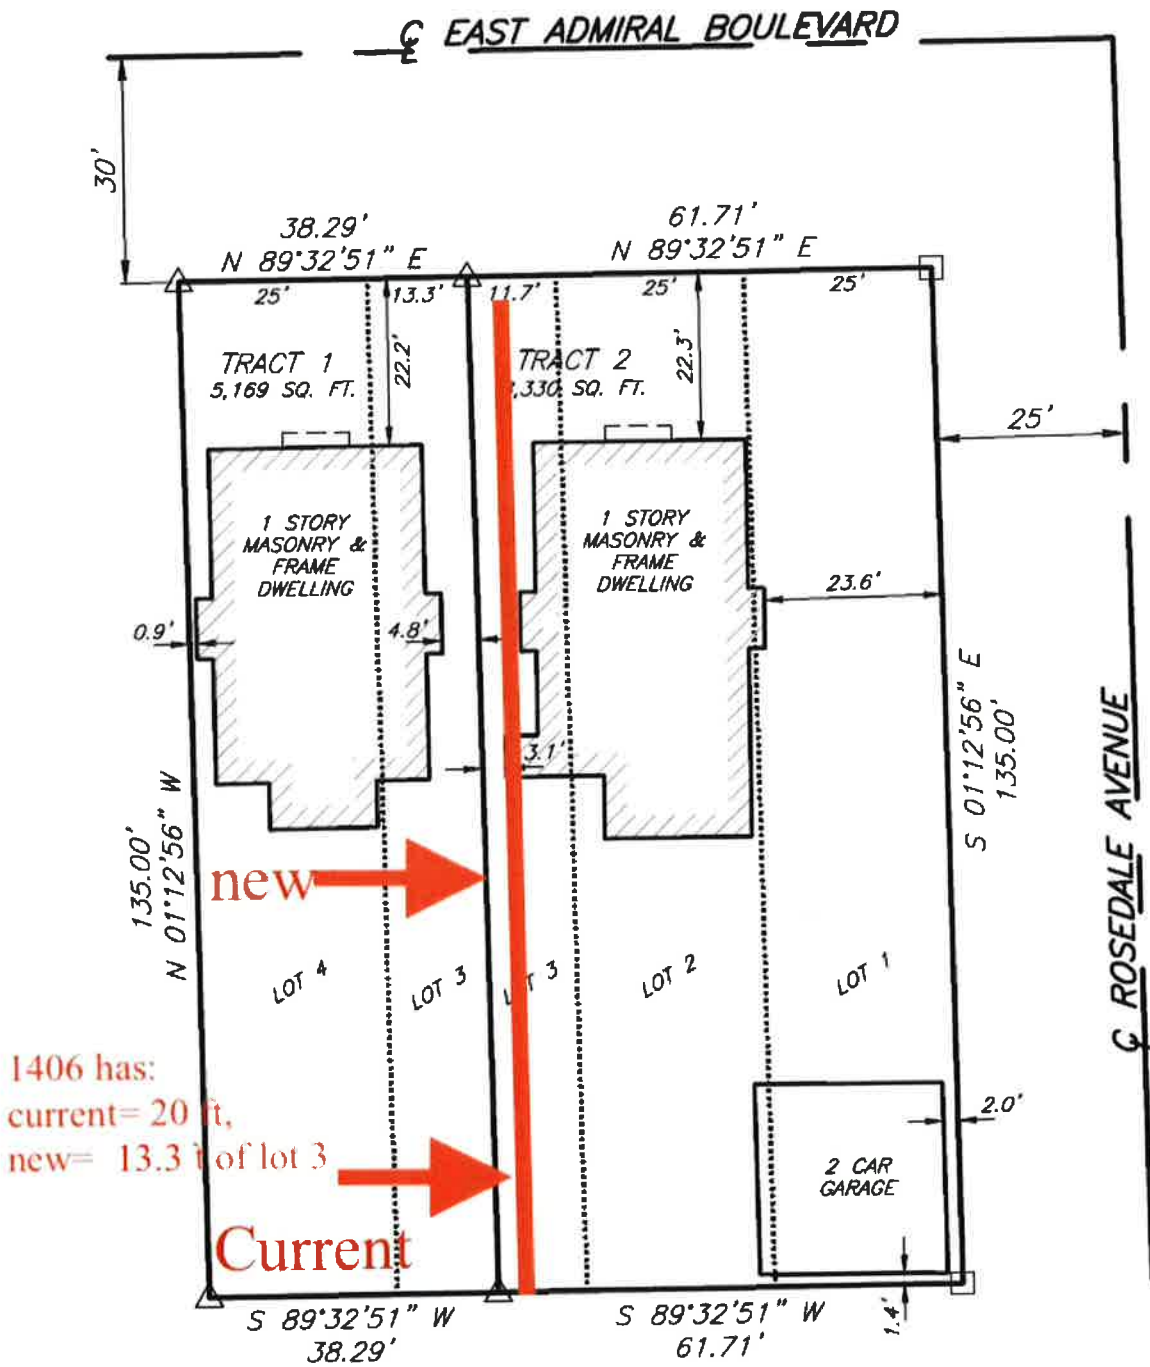 ℄ EAST ADMIRAL BOULEVARD
30'
38.29'
N 89°32'51" E
61.71'
N 89°32'51" E
25'
13.3'
11.7'
25'
25'
TRACT 1
5,169 SQ. FT.
22.2'
TRACT 2
,330 SQ. FT.
22.3'
25'
1 STORY
MASONRY &
FRAME
DWELLING
1 STORY
MASONRY &
FRAME
DWELLING
0.9'
4.8'
23.6'
3.1'
135.00'
N 01°12'56" W
S 01°12'56" E
135.00'
℄ ROSEDALE AVENUE
new
LOT 4
LOT 3
LOT 3
LOT 2
LOT 1
1406 has:
current= 20 ft,
new= 13.3 f of lot 3
Current
2 CAR
GARAGE
2.0'
1.4'
S 89°32'51" W
38.29'
S 89°32'51" W
61.71'